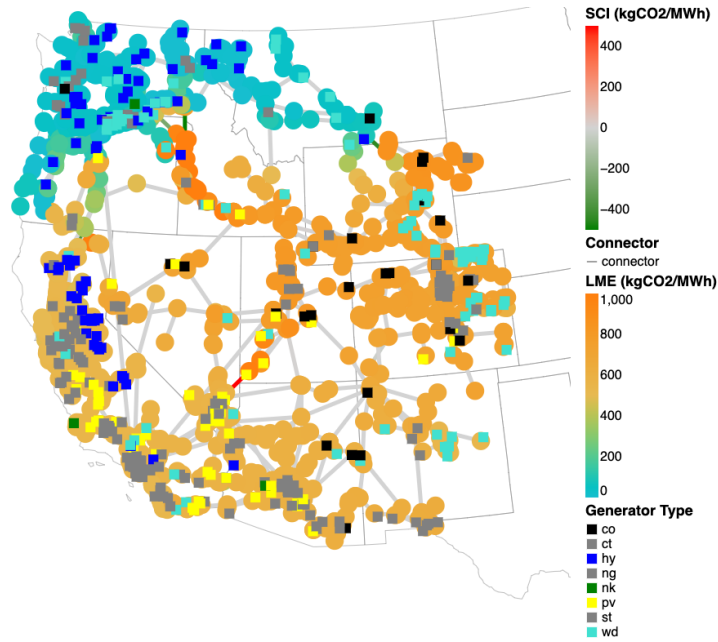 SCI (kgCO2/MWh)
400
200
0
−200
−400
Connector
connector
LME (kgCO2/MWh)
1,000
800
600
400
200
0
Generator Type
co
ct
hy
ng
nk
pv
st
wd